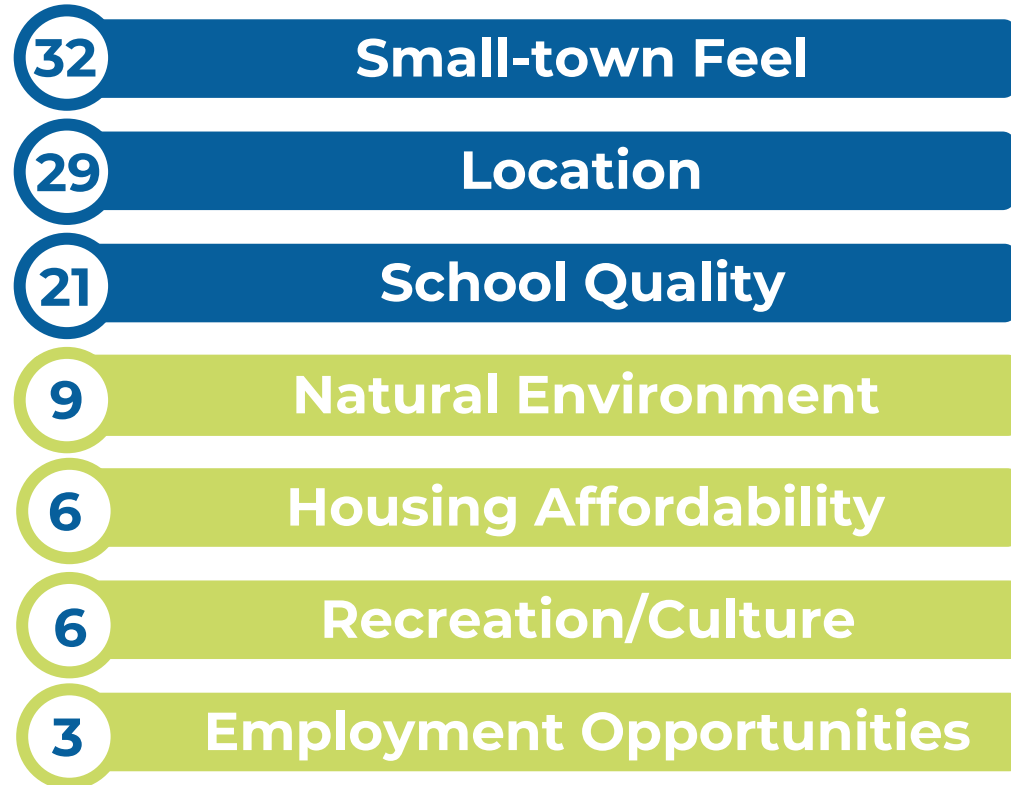 32 Small-town Feel
29 Location
21 School Quality
9 Natural Environment
6 Housing Affordability
6 Recreation/Culture
3 Employment Opportunities